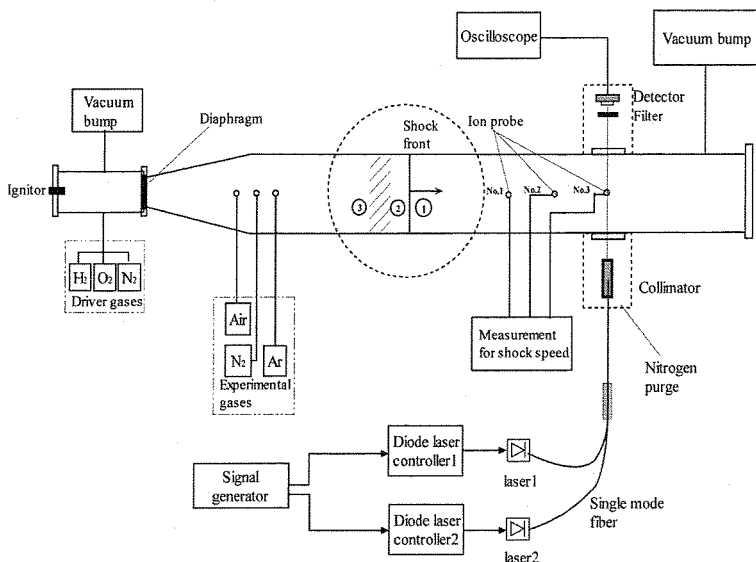 Oscilloscope
Vacuum bump
Vacuum
bump
Diaphragm
Detector
Filter
Shock
front
Ion probe
Ignitor
No.1
No.2
No.3
3
2
1
H2
O2
N2
Driver gases
Air
N2
Ar
Experimental
gases
Measurement
for shock speed
Collimator
Nitrogen
purge
Signal
generator
Diode laser
controller1
laser1
Diode laser
controller2
laser2
Single mode
fiber